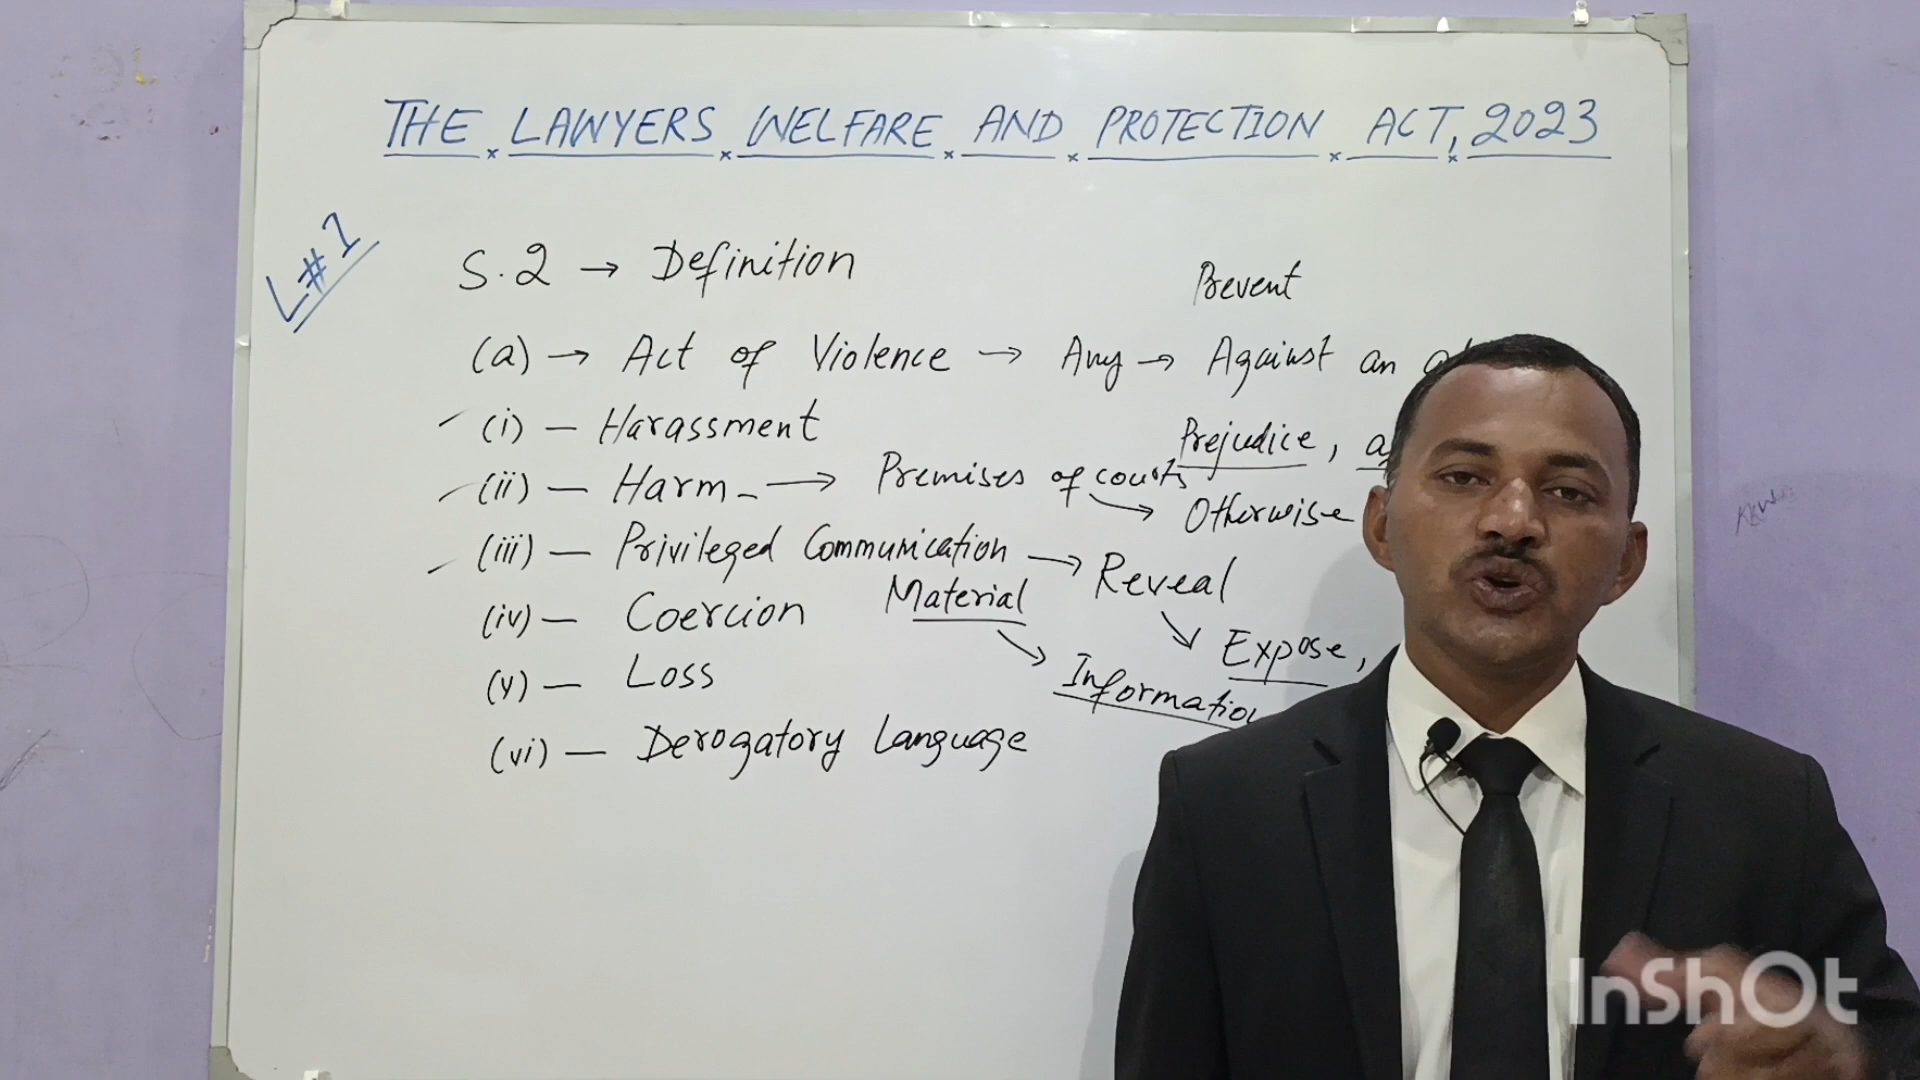 THE LAWYERS WELFARE AND PROTECTION ACT, 2023
L#1
S.2 → Definition
Prevent
(a) → Act of Violence → Any → Against an
(i) — Harassment
Prejudice,
(ii) — Harm → Premises of courts
Otherwise
(iii) — Privileged Communication → Reveal
(iv) — Coercion
Material
Expose,
(v) — Loss
Information
(vi) — Derogatory Language
InShOt